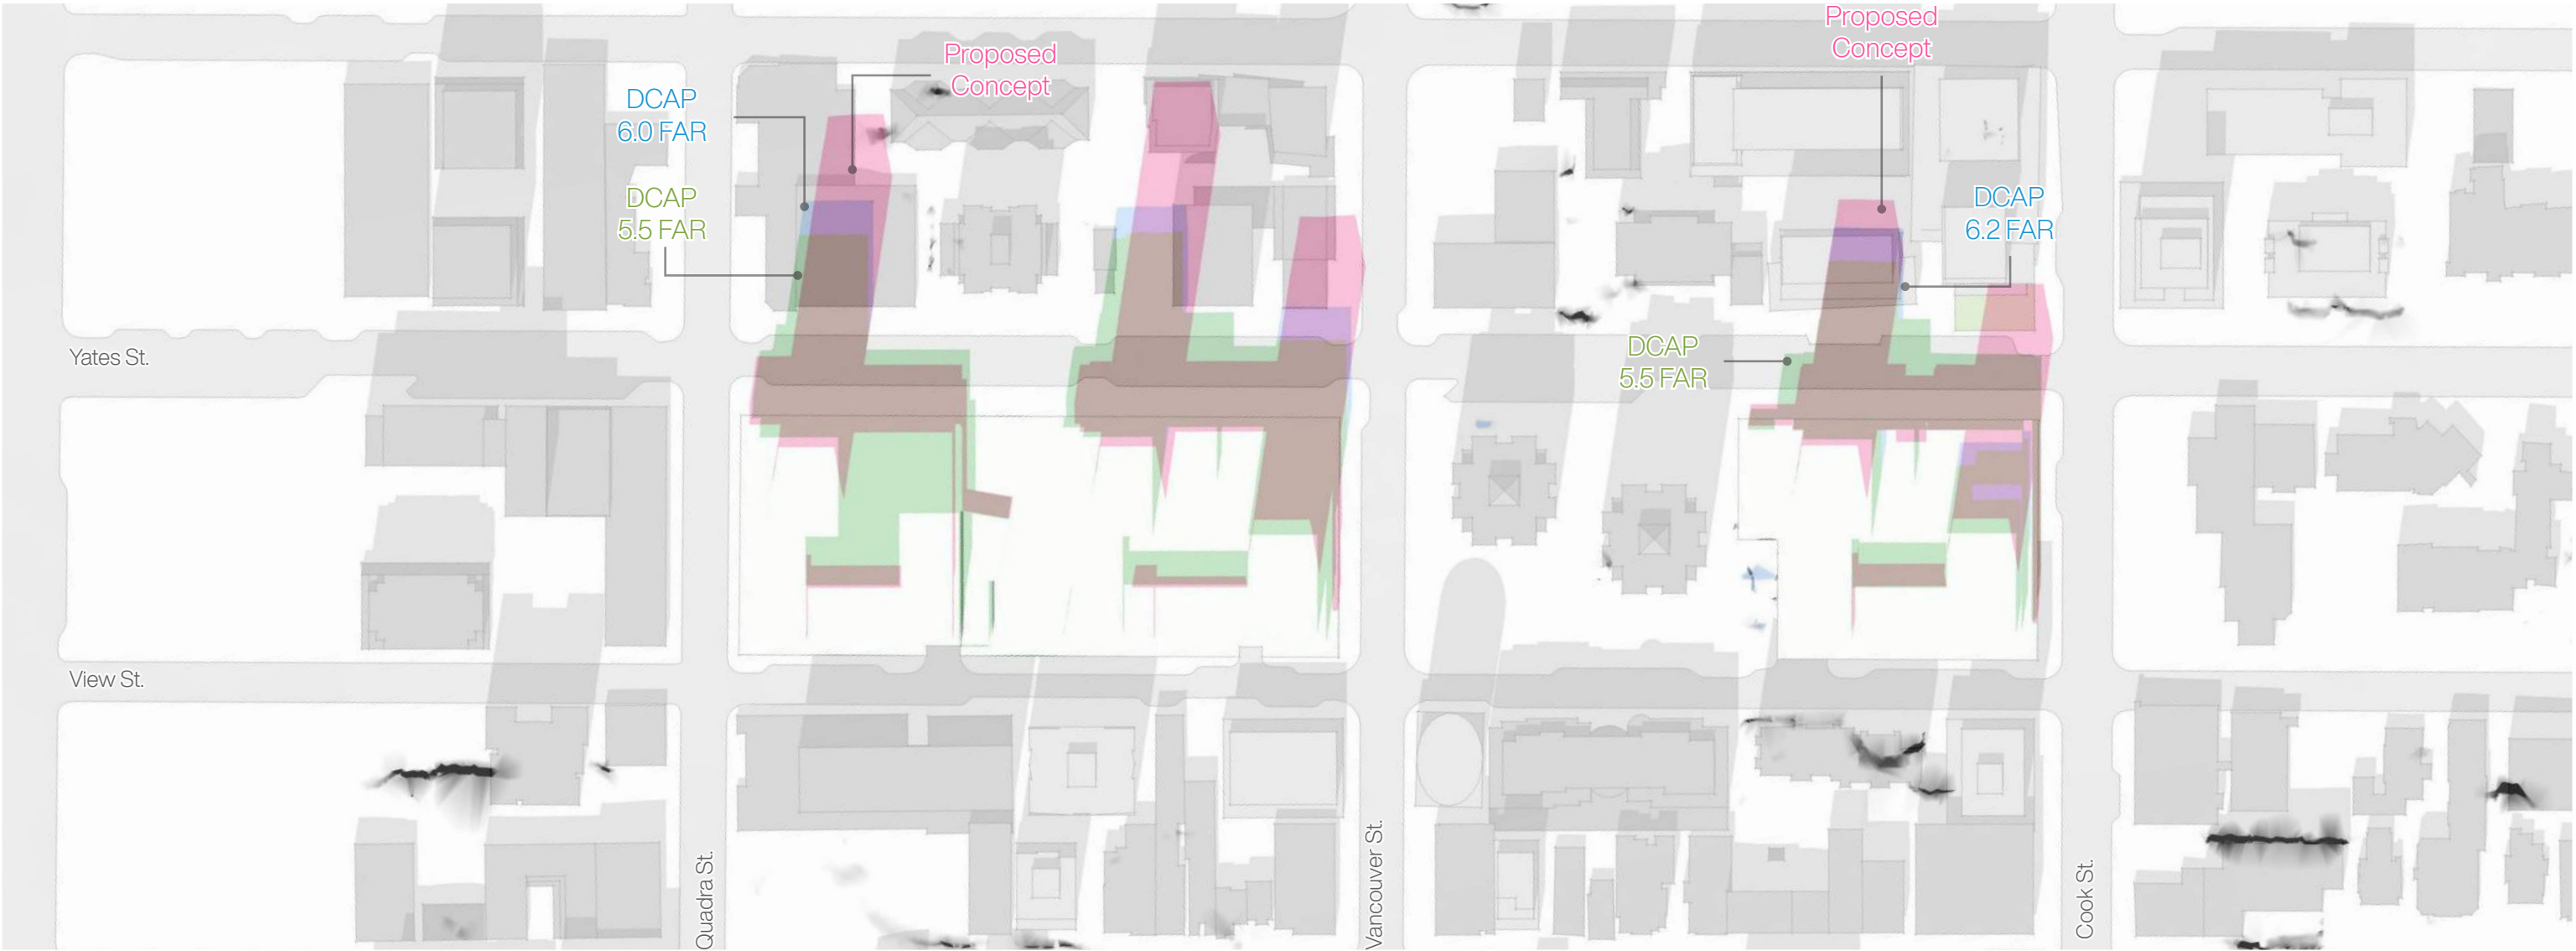 Proposed
Concept
DCAP
6.0 FAR
DCAP
5.5 FAR
Proposed
Concept
DCAP
6.2 FAR
DCAP
5.5 FAR
Yates St.
View St.
Quadra St.
Vancouver St.
Cook St.